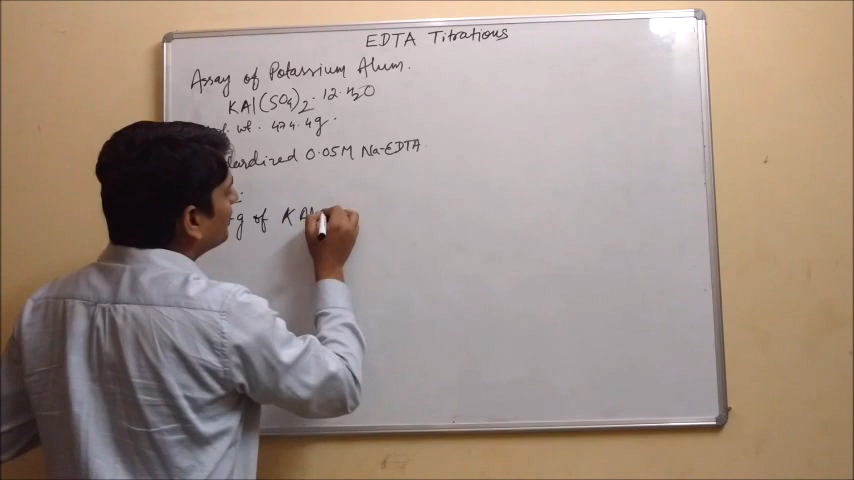 EDTA Titrations
Assay of Potassium Alum.
KAl(SO4)2. 12. H2O
wt. 474.4g.
0.05M Na-EDTA
g of KAl